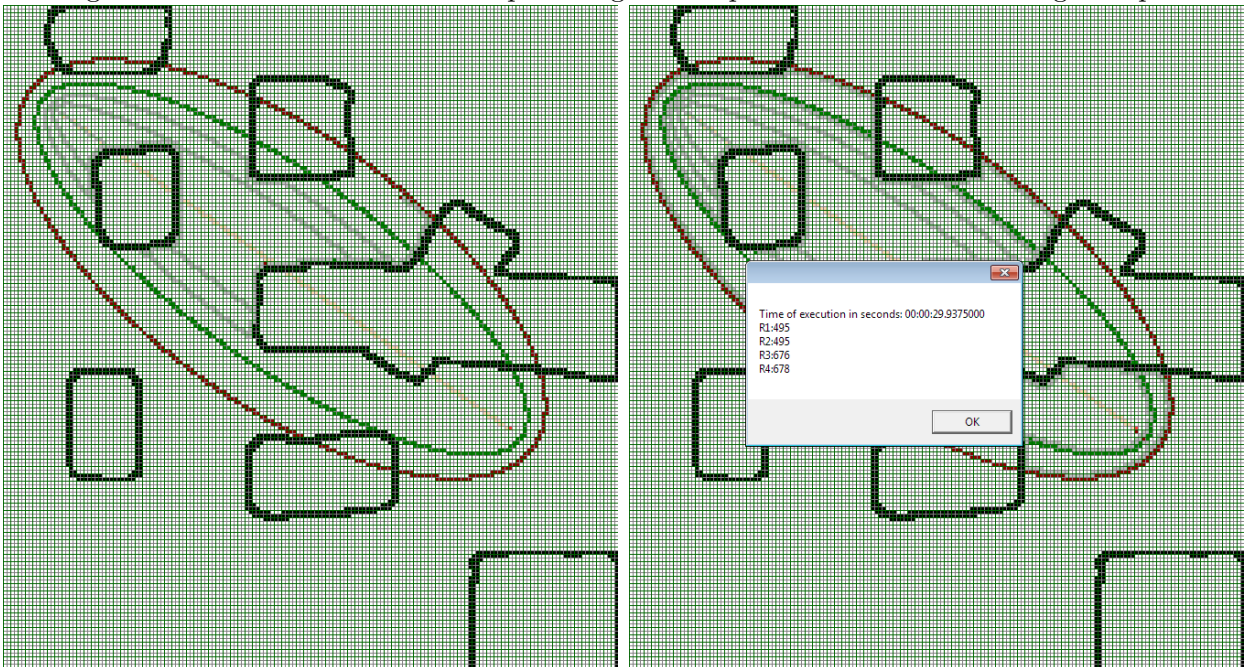 Time of execution in seconds: 00:00:29.9375000
R1:495
R2:495
R3:676
R4:678
OK